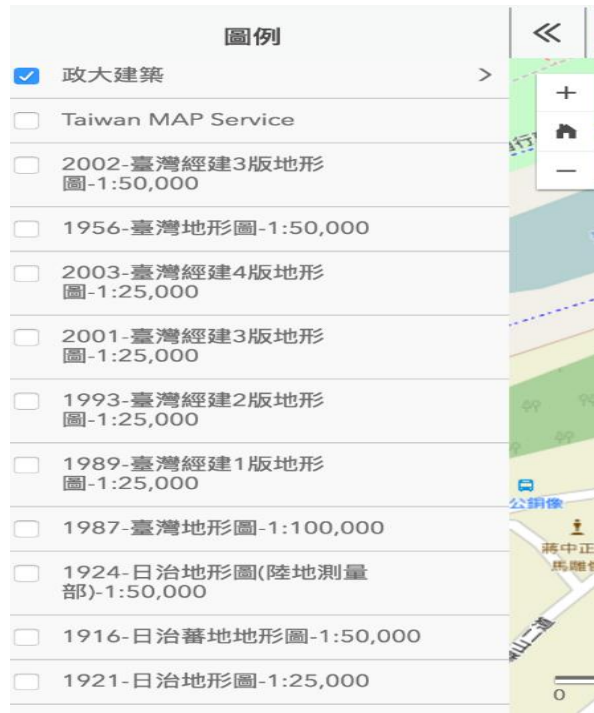 圖例
政大建築
Taiwan MAP Service
2002-臺灣經建3版地形
圖-1:50,000
1956-臺灣地形圖-1:50,000
2003-臺灣經建4版地形
圖-1:25,000
2001-臺灣經建3版地形
圖-1:25,000
1993-臺灣經建2版地形
圖-1:25,000
1989-臺灣經建1版地形
圖-1:25,000
1987-臺灣地形圖-1:100,000
1924-日治地形圖(陸地測量
部)-1:50,000
1916-日治蕃地地形圖-1:50,000
1921-日治地形圖-1:25,000
公銅像
蔣中正
馬雕
山二道
0